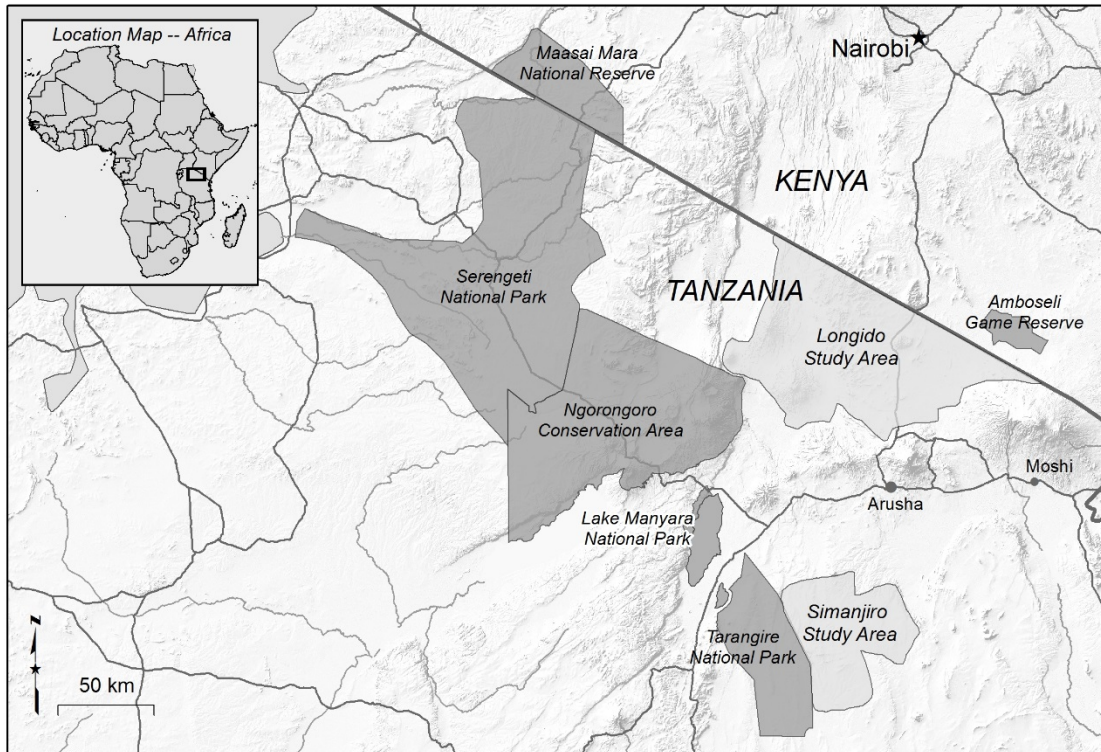 Location Map -- Africa
Maasai Mara
National Reserve
Nairobi
KENYA
Serengeti
National Park
TANZANIA
Amboseli
Game Reserve
Longido
Study Area
Ngorongoro
Conservation Area
Moshi
Arusha
Lake Manyara
National Park
Simanjiro
Study Area
Tarangire
National Park
N
50 km